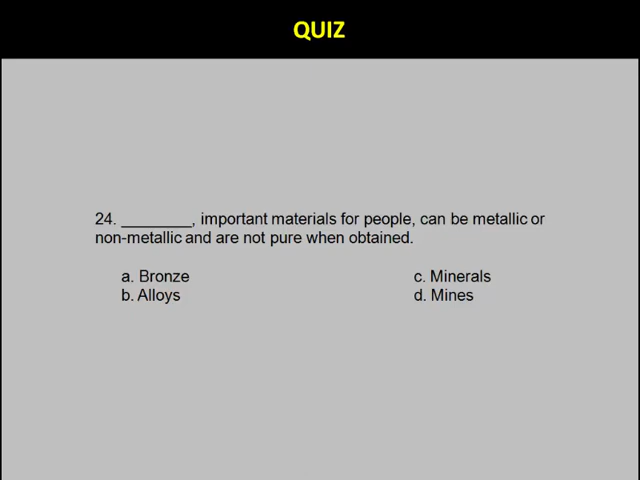 QUIZ
24. ________, important materials for people, can be metallic or
non-metallic and are not pure when obtained.
a. Bronze c. Minerals
b. Alloys d. Mines